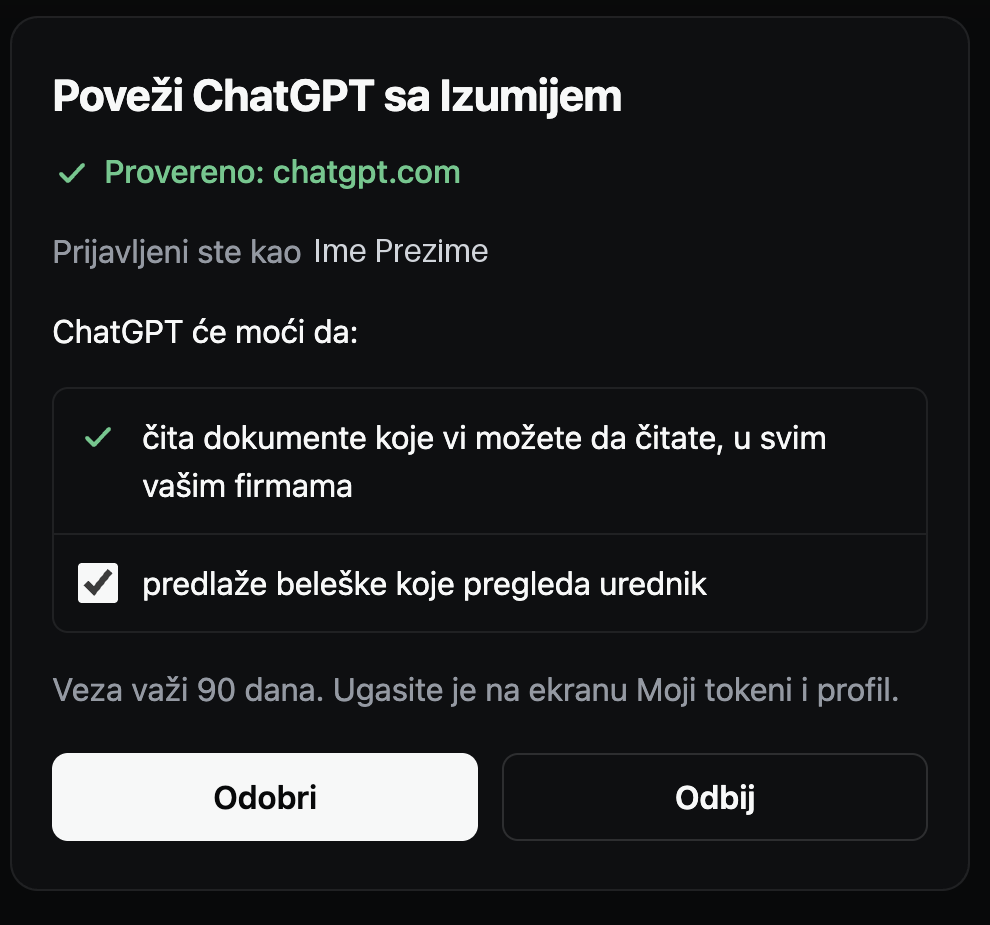 Poveži ChatGPT sa Izumijem
Provereno: chatgpt.com
Prijavljeni ste kao Ime Prezime
ChatGPT će moći da:
čita dokumente koje vi možete da čitate, u svim
vašim firmama
predlaže beleške koje pregleda urednik
Veza važi 90 dana. Ugasite je na ekranu Moji tokeni i profil.
Odobri
Odbij